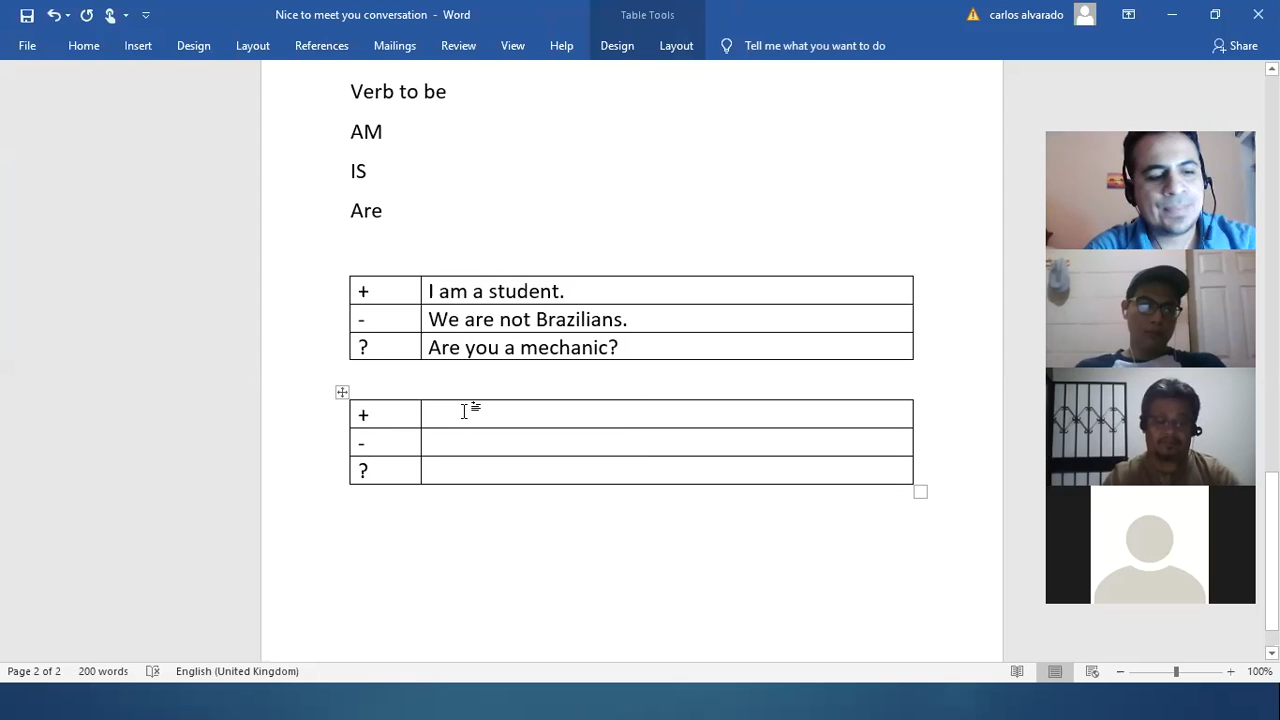 Nice to meet you conversation - Word
Table Tools
carlos alvarado
File Home Insert Design Layout References Mailings Review View Help Design Layout Tell me what you want to do Share
Verb to be
AM
IS
Are
+ I am a student.
- We are not Brazilians.
? Are you a mechanic?
+
-
?
Page 2 of 2 200 words English (United Kingdom) 100%